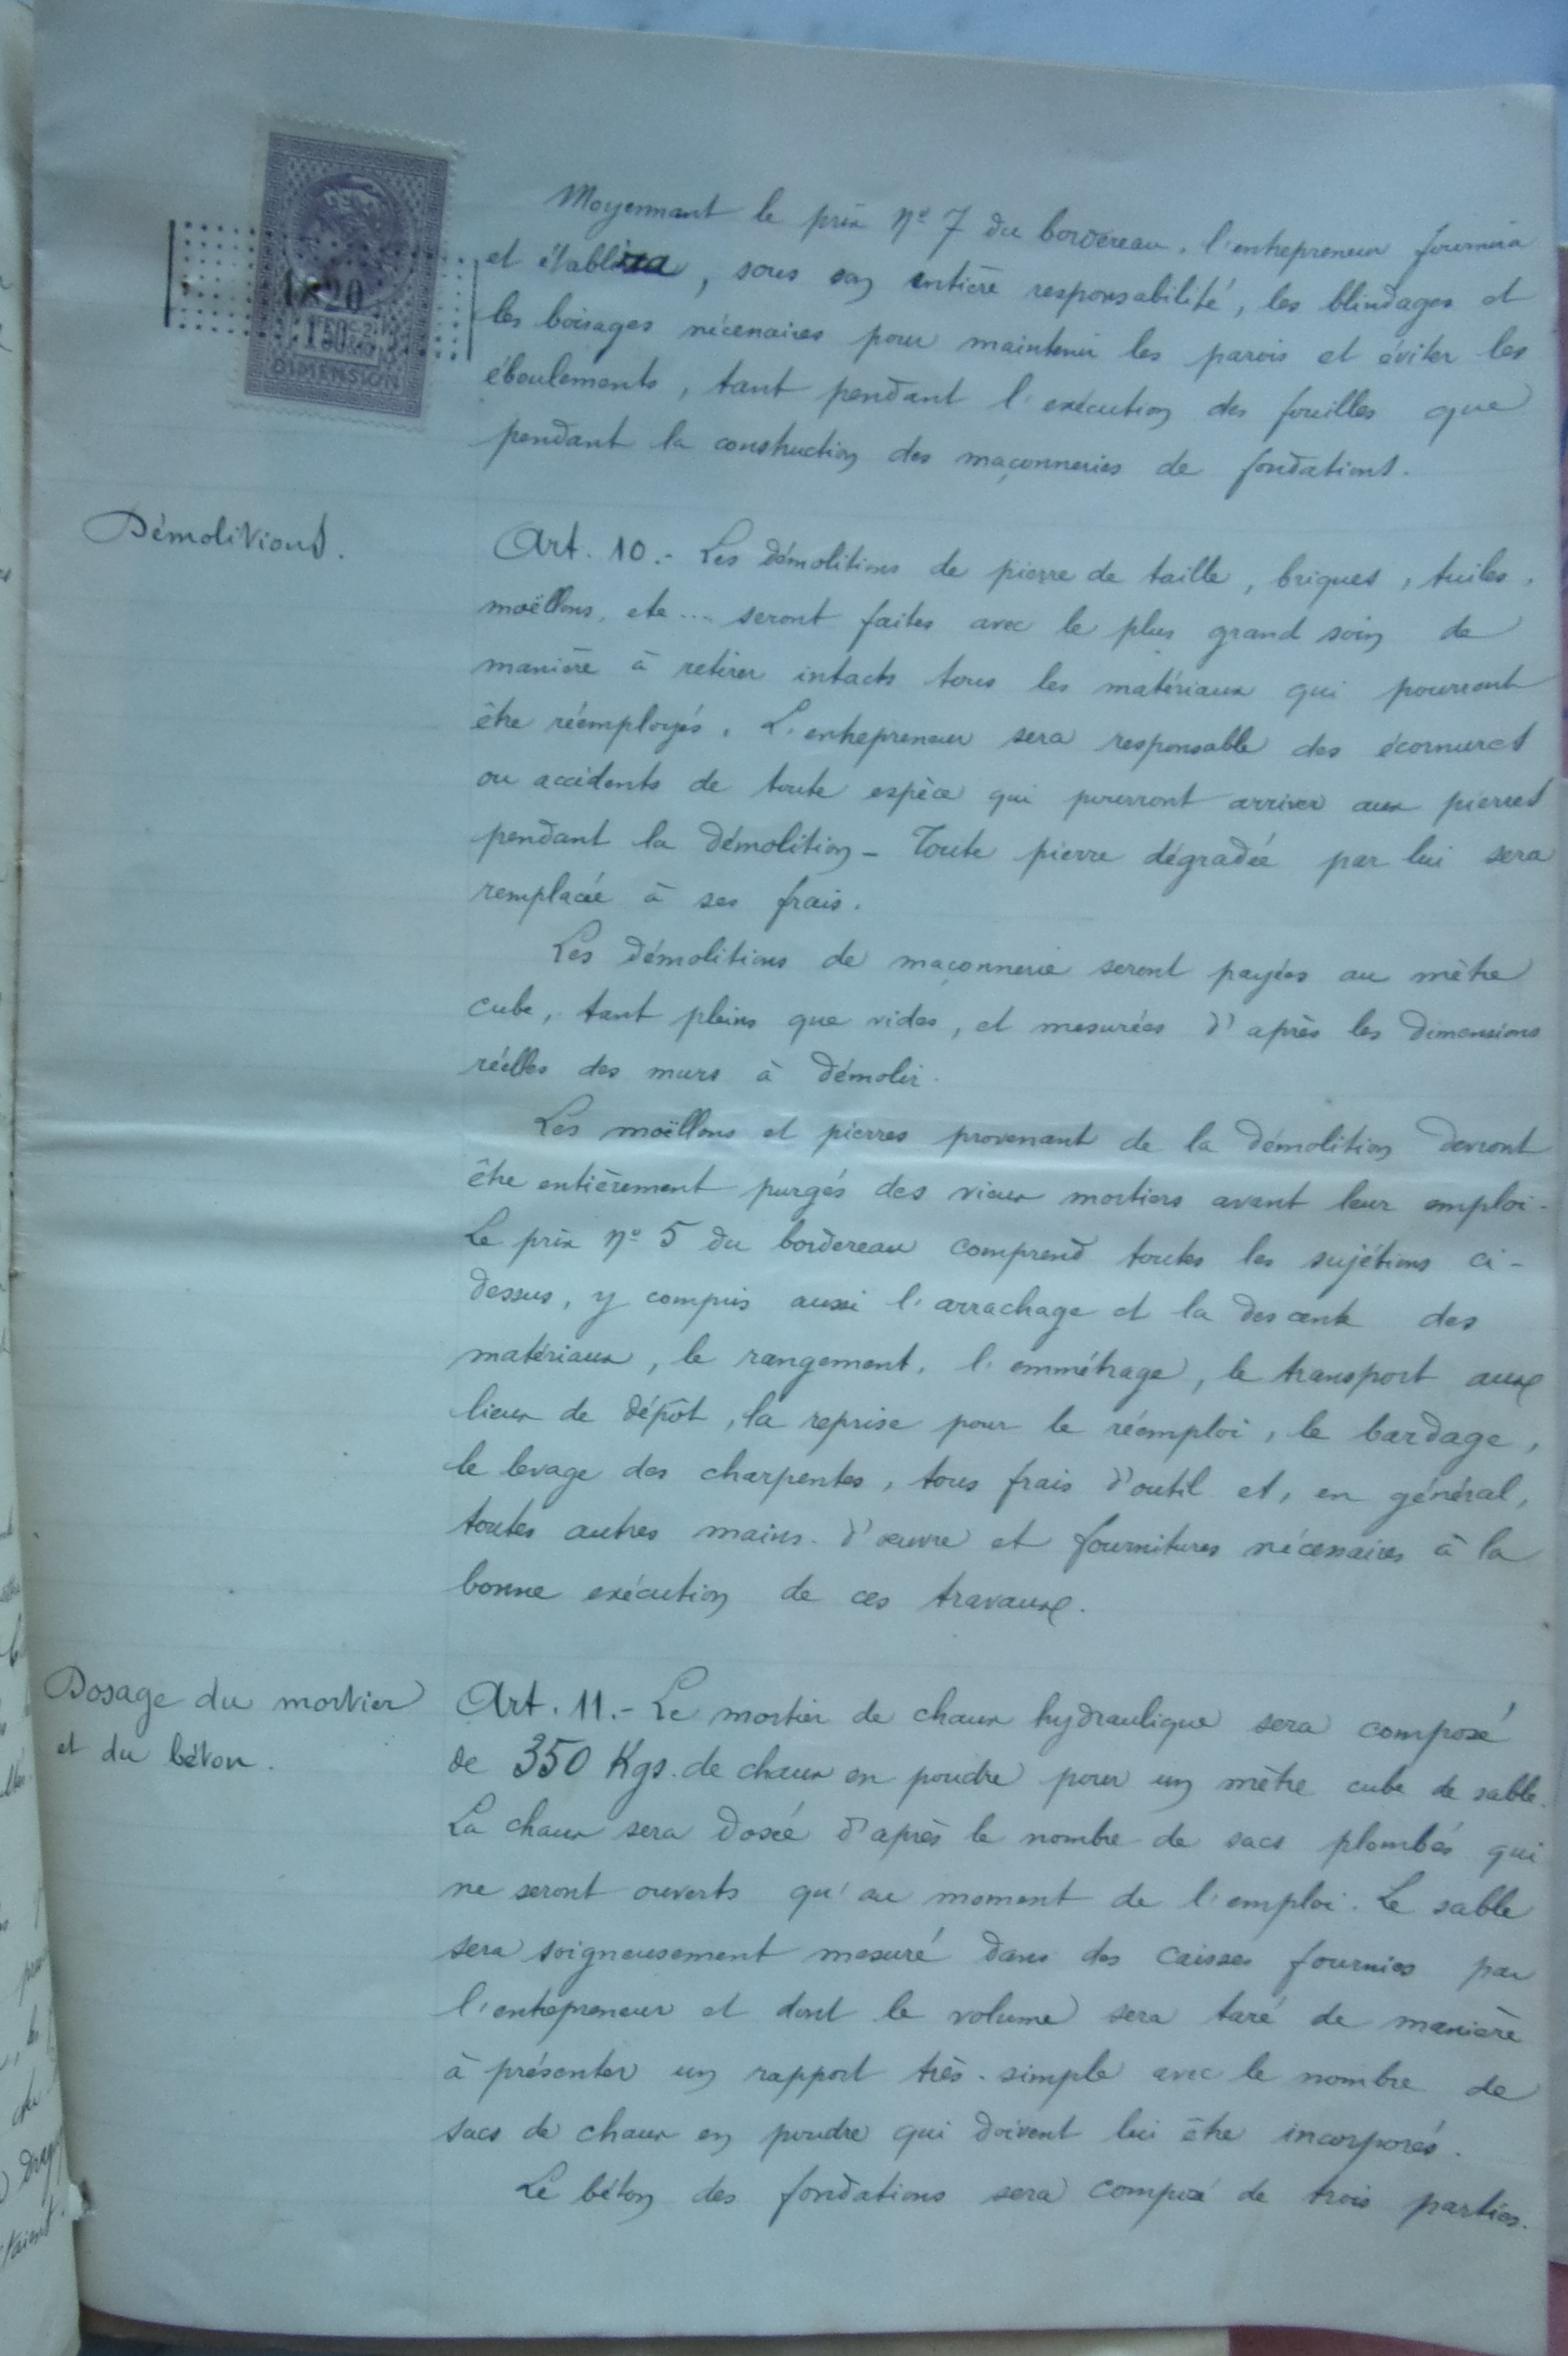 1820
DIMENSION
Moyennant le prix Nº 7 du bordereau, l'entrepreneur fournira
et établira, sous son entière responsabilité, les blindages et
les boisages nécessaires pour maintenir les parois et éviter les
éboulements, tant pendant l'exécution des fouilles que
pendant la construction des maçonneries de fondations.
Démolitions.
Art. 10.- Les démolitions de pierre de taille, briques, tuiles,
moëllons, etc... seront faites avec le plus grand soin de
manière à retirer intacts tous les matériaux qui pourront
être réemployés. L'entrepreneur sera responsable des écornures
ou accidents de toute espèce qui pourront arriver aux pierres
pendant la démolition - Toute pierre dégradée par lui sera
remplacée à ses frais.
Les démolitions de maçonnerie seront payées au mètre
cube, tant pleins que vides, et mesurées d'après les dimensions
réelles des murs à démolir.
Les moëllons et pierres provenant de la démolition devront
être entièrement purgés des vieux mortiers avant leur emploi.
Le prix Nº 5 du bordereau comprend toutes les sujétions ci-
dessus, y compris aussi l'arrachage et la descente des
matériaux, le rangement, l'emmétrage, le transport aux
lieux de dépôt, la reprise pour le réemploi, le bardage,
le levage des charpentes, tous frais d'outil et, en général,
toutes autres mains-d'œuvre et fournitures nécessaires à la
bonne exécution de ces travaux.
Dosage du mortier
et du béton.
Art. 11.- Le mortier de chaux hydraulique sera composé
de 350 Kgs. de chaux en poudre pour un mètre cube de sable.
La chaux sera dosée d'après le nombre de sacs plombés qui
ne seront ouverts qu'au moment de l'emploi. Le sable
sera soigneusement mesuré dans des caisses fournies par
l'entrepreneur et dont le volume sera taré de manière
à présenter un rapport très-simple avec le nombre de
sacs de chaux en poudre qui doivent lui être incorporés.
Le béton des fondations sera composé de trois parties.